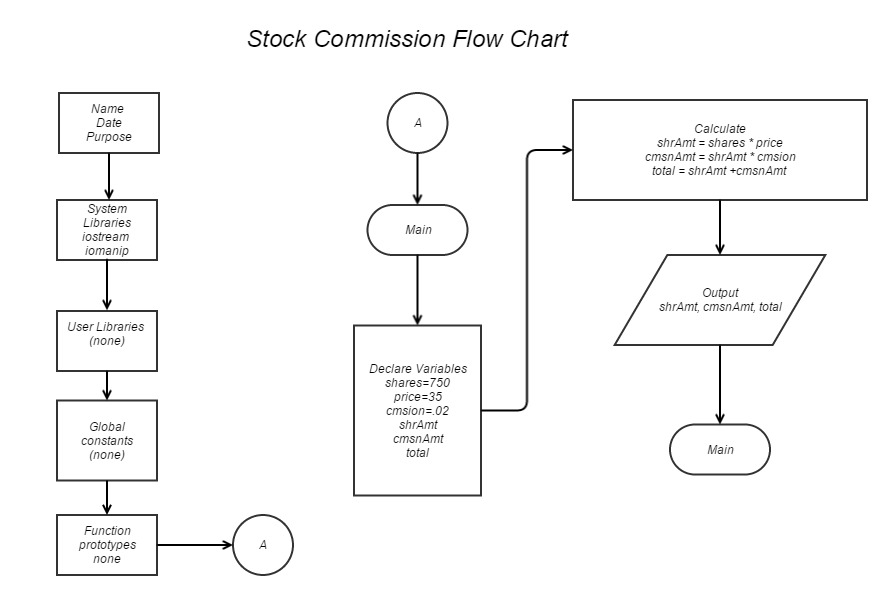 Stock Commission Flow Chart
Name
Date
Purpose
System
Libraries
iostream
iomanip
User Libraries
(none)
Global
constants
(none)
Function
prototypes
none
A
A
Main
Declare Variables
shares=750
price=35
cmsion=.02
shrAmt
cmsnAmt
total
Calculate
shrAmt = shares * price
cmsnAmt = shrAmt * cmsion
total = shrAmt +cmsnAmt
Output
shrAmt, cmsnAmt, total
Main